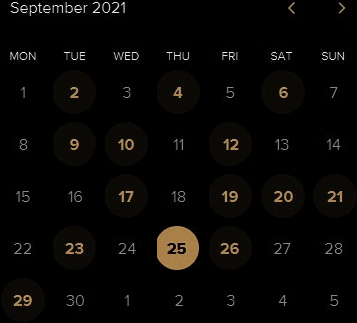 September 2021
MON TUE WED THU FRI SAT SUN
1 2 3 4 5 6 7
8 9 10 11 12 13 14
15 16 17 18 19 20 21
22 23 24 25 26 27 28
29 30 1 2 3 4 5